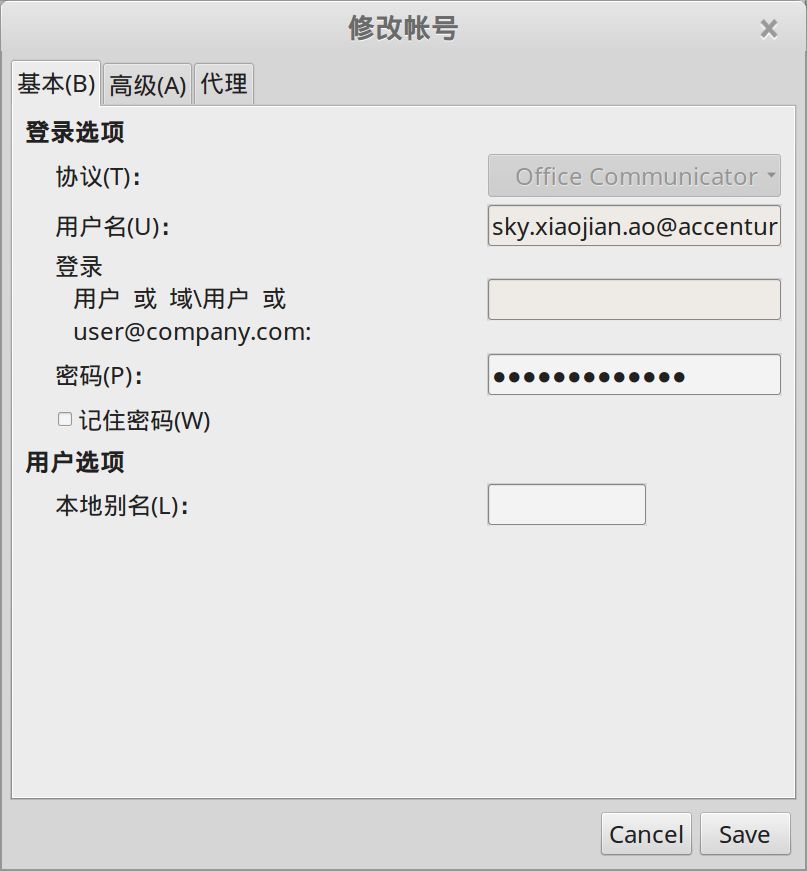 修改帐号
基本(B) 高级(A) 代理
登录选项
协议(T): Office Communicator
用户名(U): sky.xiaojian.ao@accentur
登录
用户 或 域\用户 或
user@company.com:
密码(P): ●●●●●●●●●●●●●
记住密码(W)
用户选项
本地别名(L):
Cancel Save